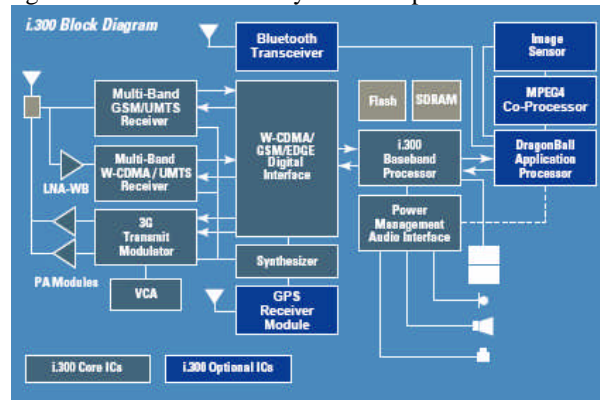 i.300 Block Diagram
Bluetooth
Transceiver
Image
Sensor
Multi-Band
GSM/UMTS
Receiver
W-CDMA/
GSM/EDGE
Digital
Interface
Flash
SDRAM
MPEG4
Co-Processor
LNA-WB
Multi-Band
W-CDMA / UMTS
Receiver
i.300
Baseband
Processor
DragonBall
Application
Processor
3G
Transmit
Modulator
Power
Management
Audio Interface
PA Modules
VCA
Synthesizer
GPS
Receiver
Module
i.300 Core ICs
i.300 Optional ICs